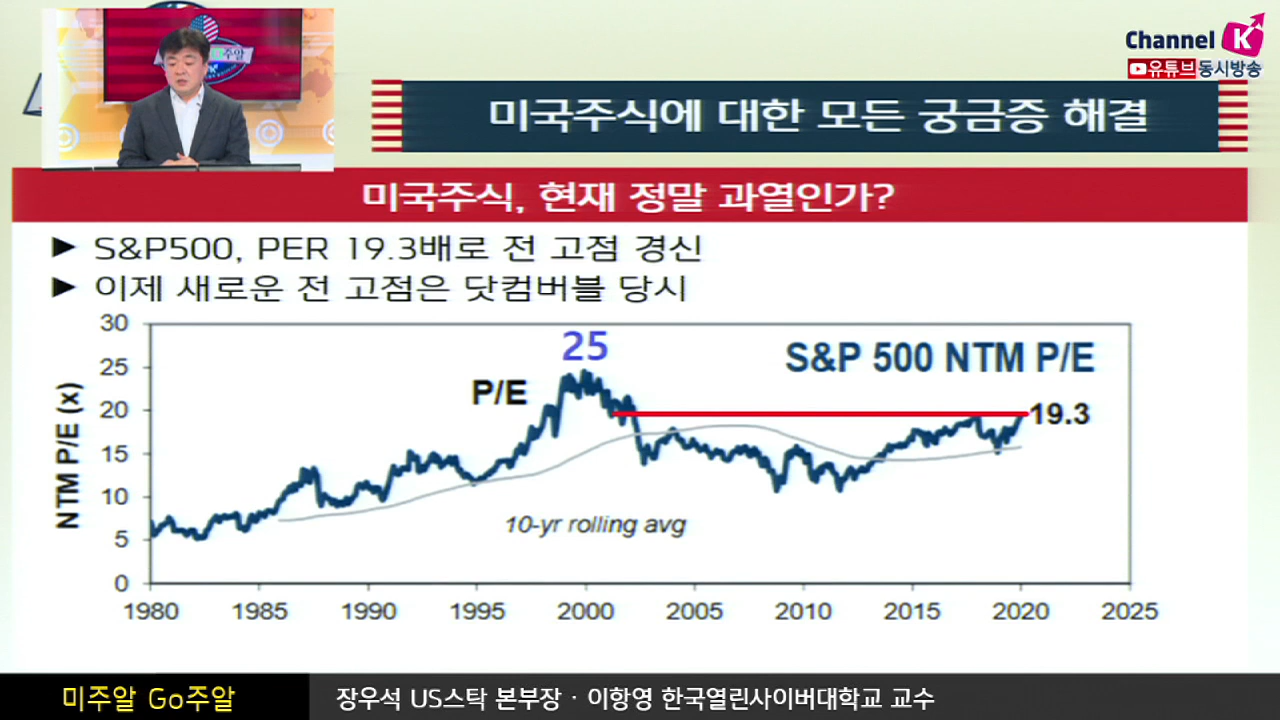 주알
Channel K
유튜브동시방송
미국주식에 대한 모든 궁금증 해결
미국주식, 현재 정말 과열인가?
► S&P500, PER 19.3배로 전 고점 경신
► 이제 새로운 전 고점은 닷컴버블 당시
NTM P/E (x)
30
25
20
15
10
5
0
25
P/E
S&P 500 NTM P/E
19.3
10-yr rolling avg
1980 1985 1990 1995 2000 2005 2010 2015 2020 2025
미주알 Go주알
장우석 US스탁 본부장 · 이항영 한국열린사이버대학교 교수